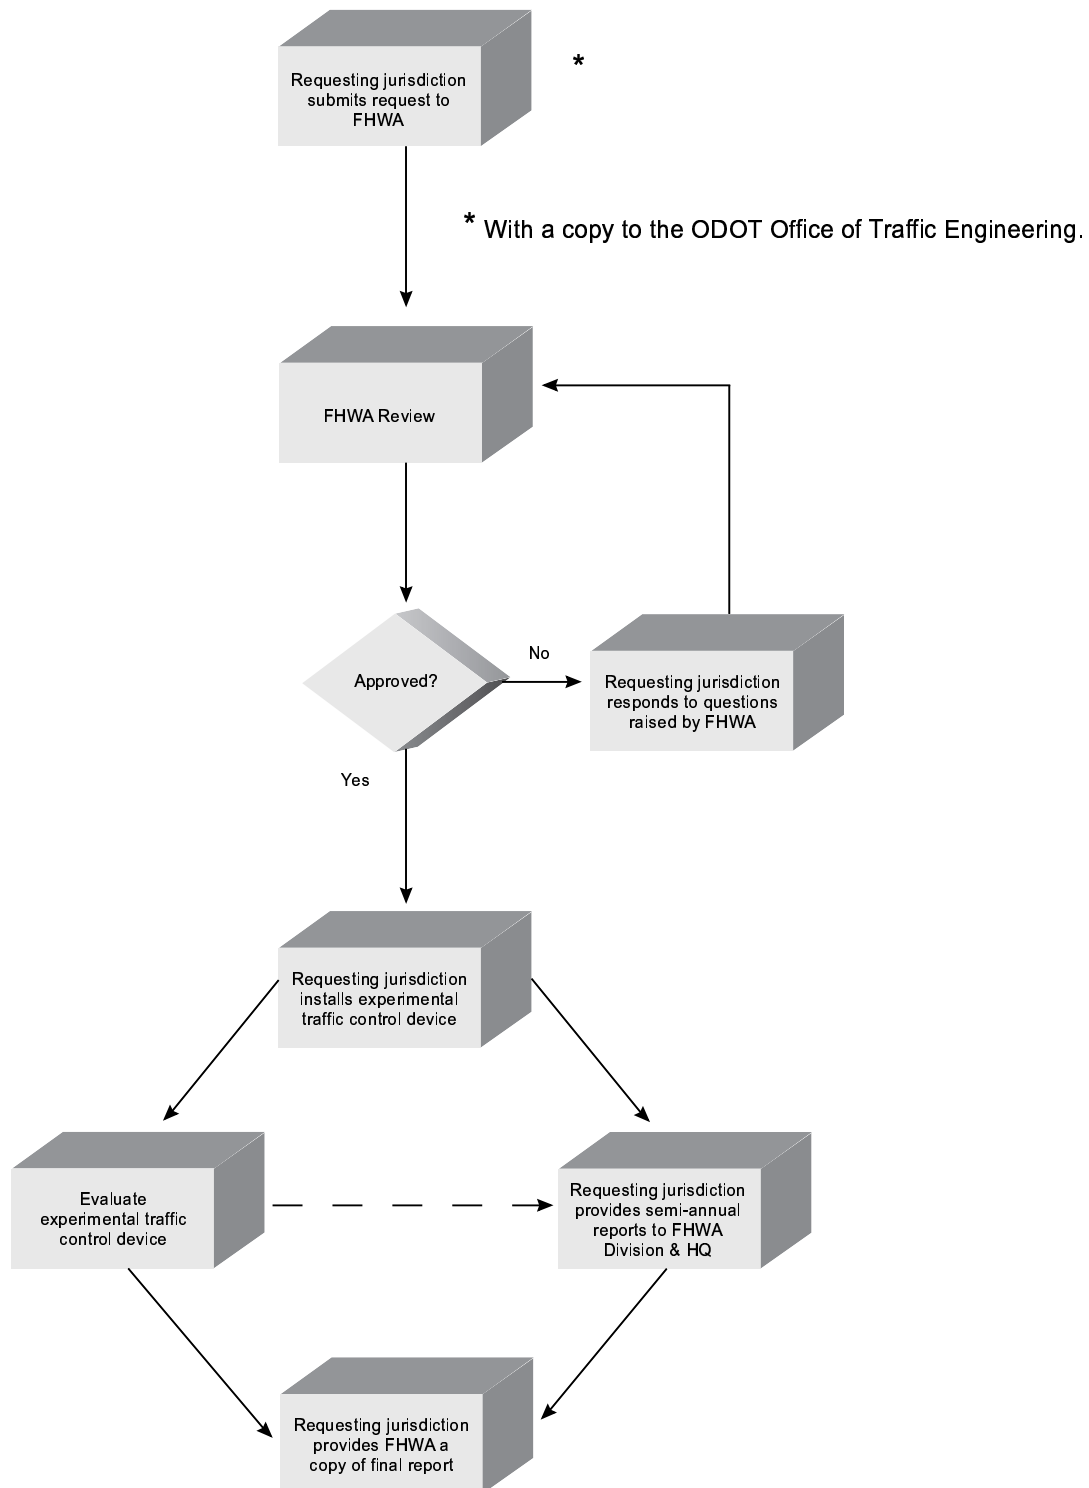 Requesting jurisdiction
submits request to
FHWA
*
* With a copy to the ODOT Office of Traffic Engineering.
FHWA Review
Approved?
No
Requesting jurisdiction
responds to questions
raised by FHWA
Yes
Requesting jurisdiction
installs experimental
traffic control device
Evaluate
experimental traffic
control device
Requesting jurisdiction
provides semi-annual
reports to FHWA
Division & HQ
Requesting jurisdiction
provides FHWA a
copy of final report